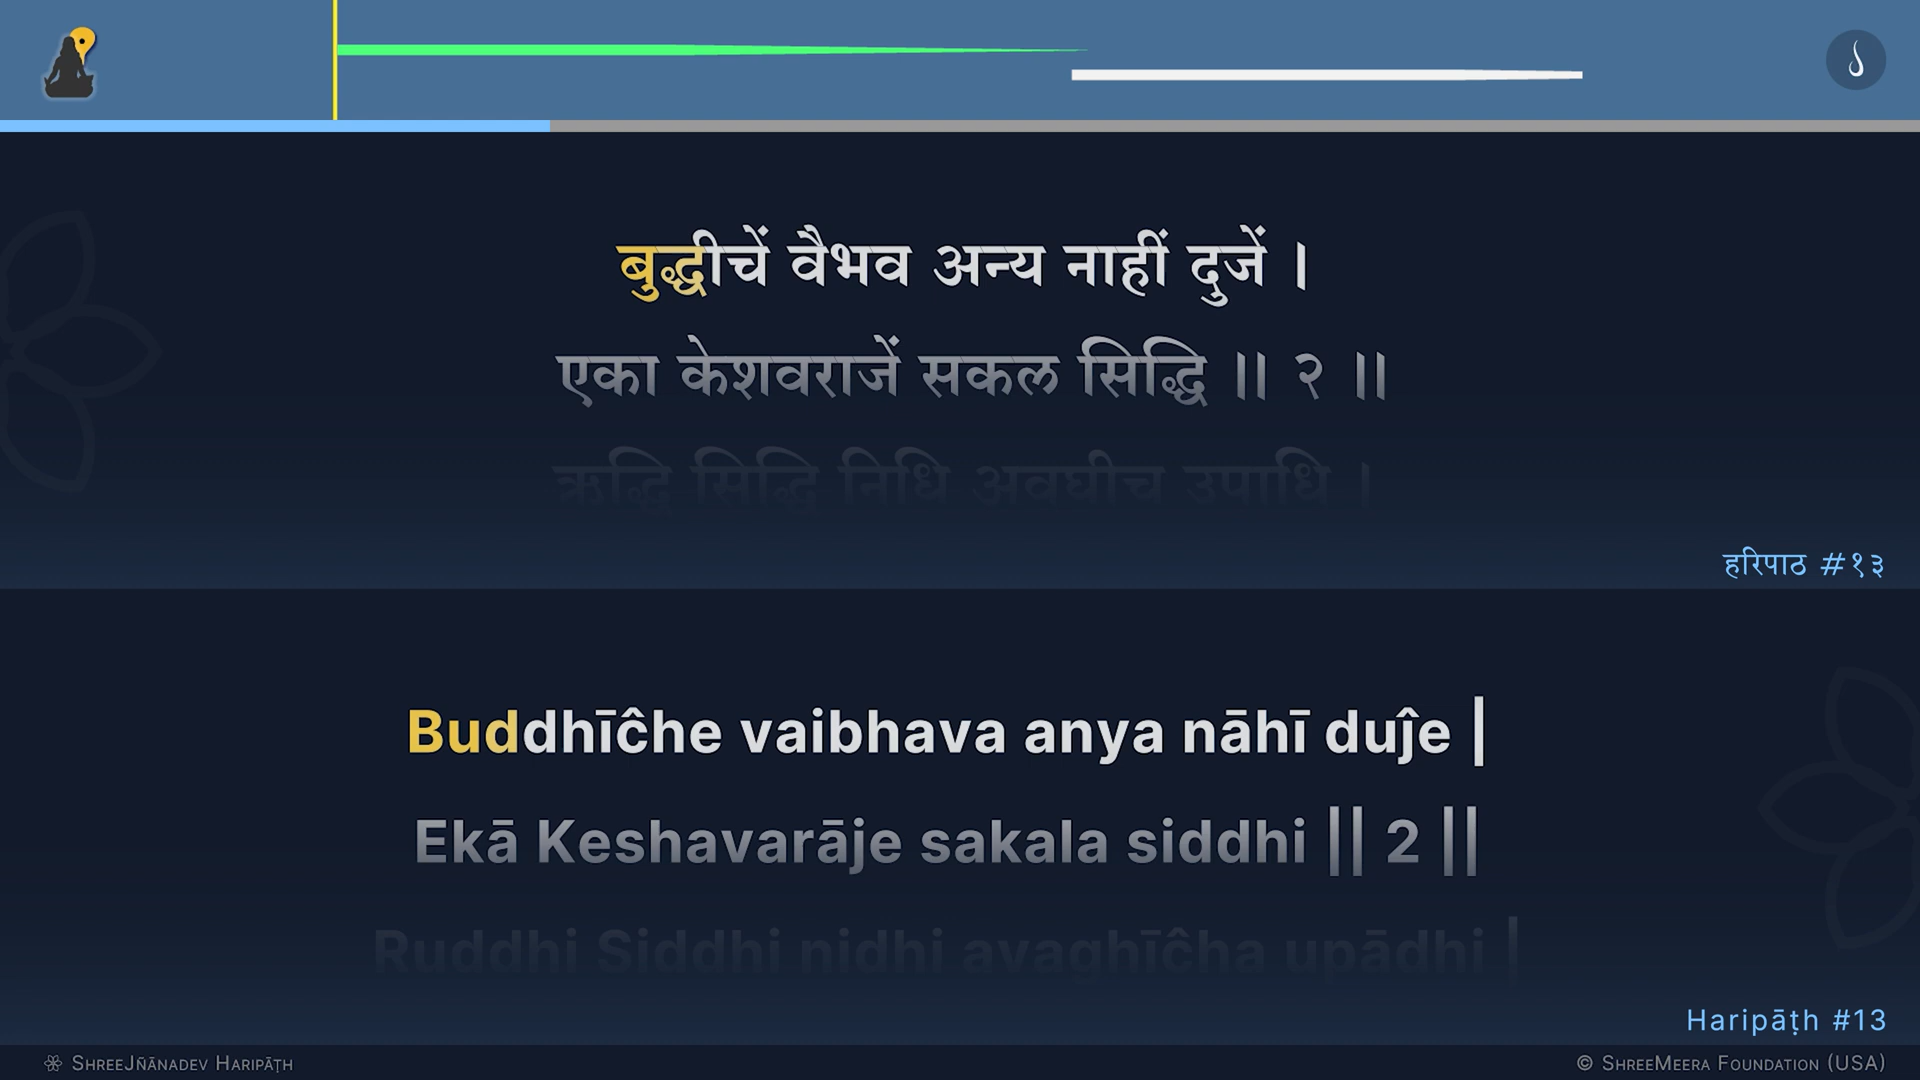 बुद्धीचें वैभव अन्य नाहीं दुजें ।
एका केशवराजें सकल सिद्धि ॥ २ ॥
ऋद्धि सिद्धि निधि अवघीच उपाधि ।
हरिपाठ #१३
Buddhīĉhe vaibhava anya nāhī duĵe |
Ekā Keshavarāje sakala siddhi || 2 ||
Ruddhi Siddhi nidhi avaghīĉha upādhi |
Haripāṭh #13
ShreeJñānadev Haripāṭh
© ShreeMeera Foundation (USA)